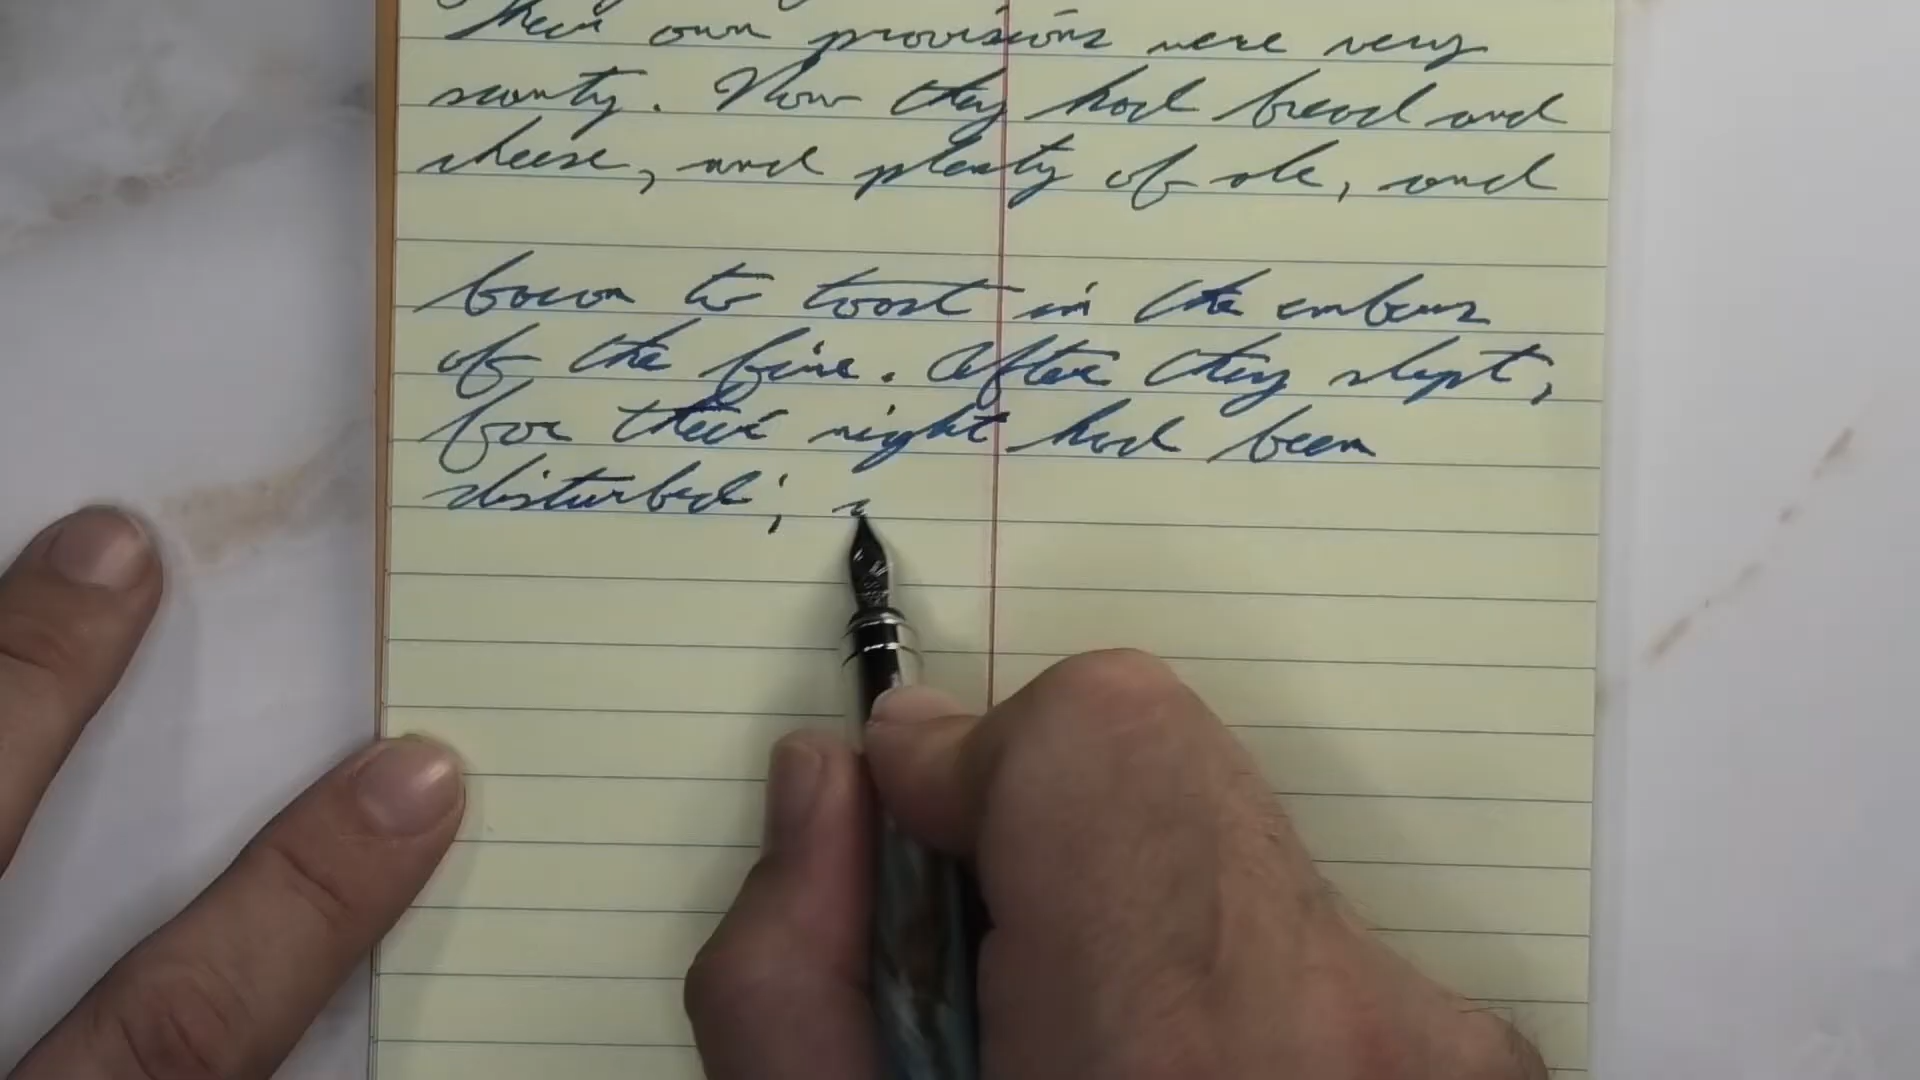 Their own provisions were very
scanty. Now they had bread and
cheese, and plenty of ale, and
bacon to toast in the embers
of the fire. After they slept,
for their night had been
disturbed;